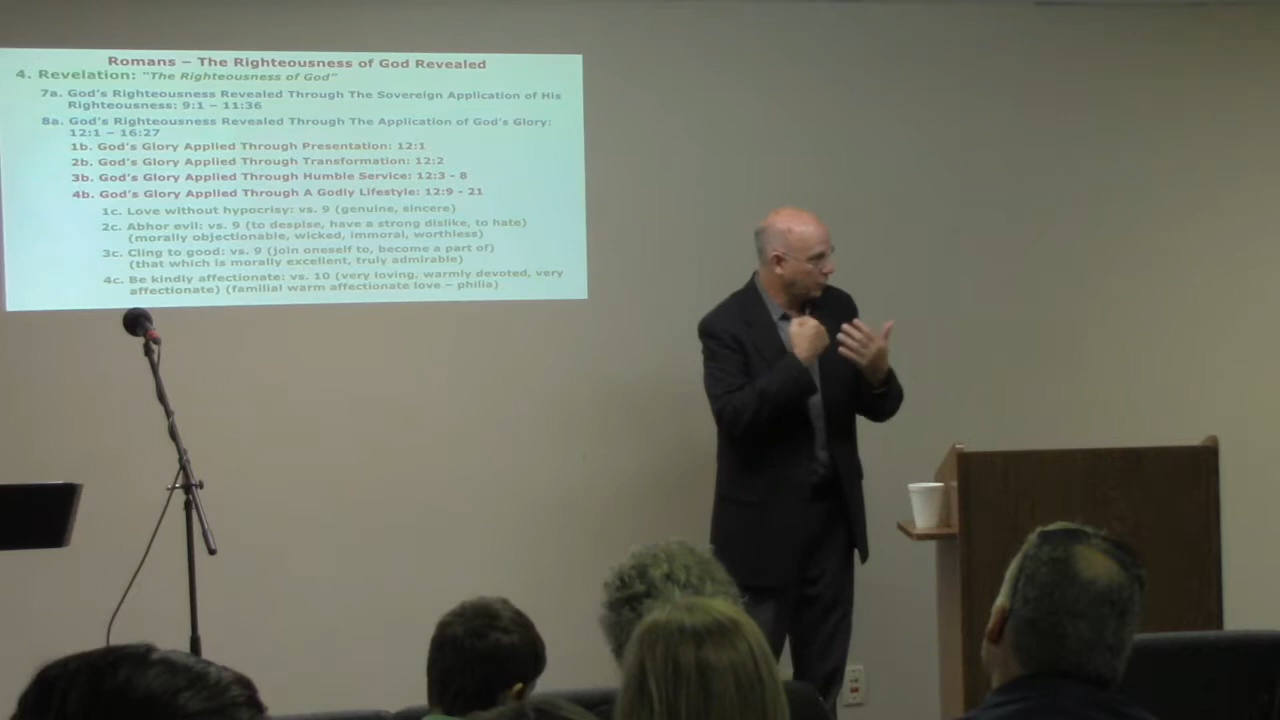 Romans – The Righteousness of God Revealed
4. Revelation: "The Righteousness of God"
7a. God's Righteousness Revealed Through The Sovereign Application of His
Righteousness: 9:1 – 11:36
8a. God's Righteousness Revealed Through The Application of God's Glory:
12:1 – 16:27
1b. God's Glory Applied Through Presentation: 12:1
2b. God's Glory Applied Through Transformation: 12:2
3b. God's Glory Applied Through Humble Service: 12:3 - 8
4b. God's Glory Applied Through A Godly Lifestyle: 12:9 - 21
1c. Love without hypocrisy: vs. 9 (genuine, sincere)
2c. Abhor evil: vs. 9 (to despise, have a strong dislike, to hate)
(morally objectionable, wicked, immoral, worthless)
3c. Cling to good: vs. 9 (join oneself to, become a part of)
(that which is morally excellent, truly admirable)
4c. Be kindly affectionate: vs. 10 (very loving, warmly devoted, very
affectionate) (familial warm affectionate love – philia)